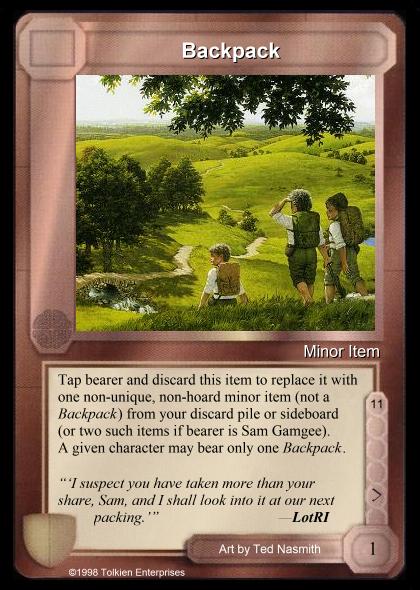 Backpack
Minor Item
Tap bearer and discard this item to replace it with
one non-unique, non-hoard minor item (not a
Backpack) from your discard pile or sideboard
(or two such items if bearer is Sam Gamgee).
A given character may bear only one Backpack.
“‘I suspect you have taken more than your
share, Sam, and I shall look into it at our next
packing.’” —LotRI
11
Art by Ted Nasmith
1
©1998 Tolkien Enterprises